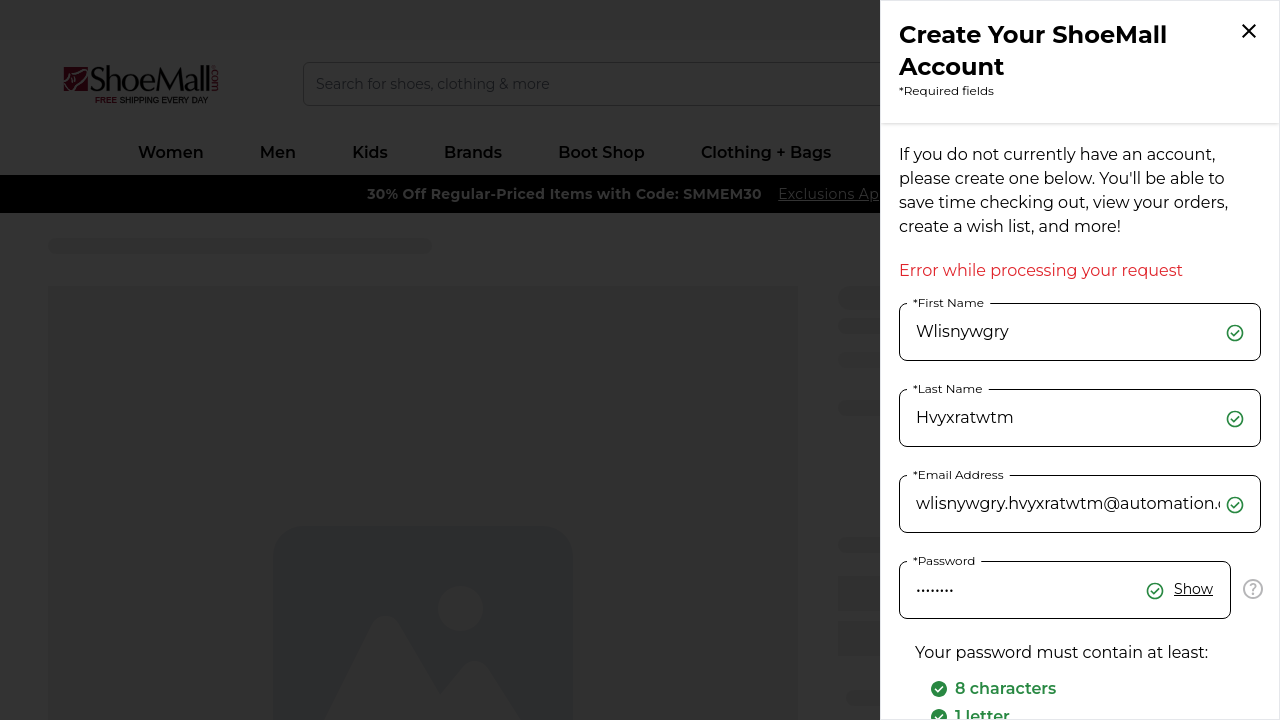 ShoeMall.com
FREE SHIPPING EVERY DAY
Search for shoes, clothing & more
Women
Men
Kids
Brands
Boot Shop
Clothing + Bags
30% Off Regular-Priced Items with Code: SMMEM30
Exclusions Ap
Create Your ShoeMall
Account
*Required fields
If you do not currently have an account,
please create one below. You'll be able to
save time checking out, view your orders,
create a wish list, and more!
Error while processing your request
*First Name
Wlisnywgry
*Last Name
Hvyxratwtm
*Email Address
wlisnywgry.hvyxratwtm@automation.
*Password
••••••••
Show
?
Your password must contain at least:
8 characters
1 letter